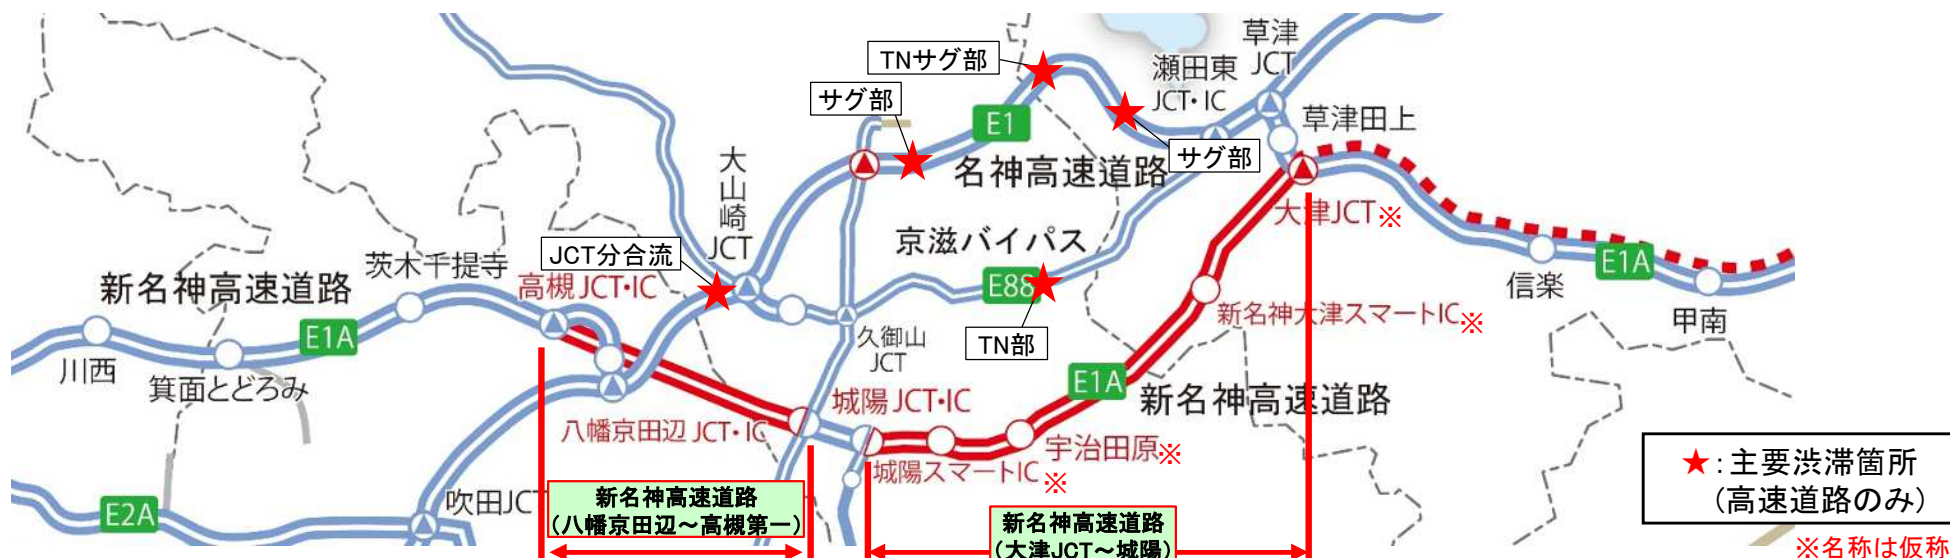 草津
JCT
TNサグ部
瀬田東
JCT・IC
サグ部
E1
草津田上
サグ部
名神高速道路
大山崎
JCT
大津JCT※
京滋バイパス
JCT分合流
茨木千提寺
高槻JCT・IC
新名神高速道路
E1A
E88
E1A
信楽
新名神大津スマートIC※
甲南
TN部
久御山
JCT
川西
箕面とどろみ
E1A
新名神高速道路
城陽JCT・IC
八幡京田辺JCT・IC
宇治田原※
城陽スマートIC※
吹田JCT
E2A
新名神高速道路
(八幡京田辺～高槻第一)
新名神高速道路
(大津JCT～城陽)
★:主要渋滞箇所
(高速道路のみ)
※名称は仮称